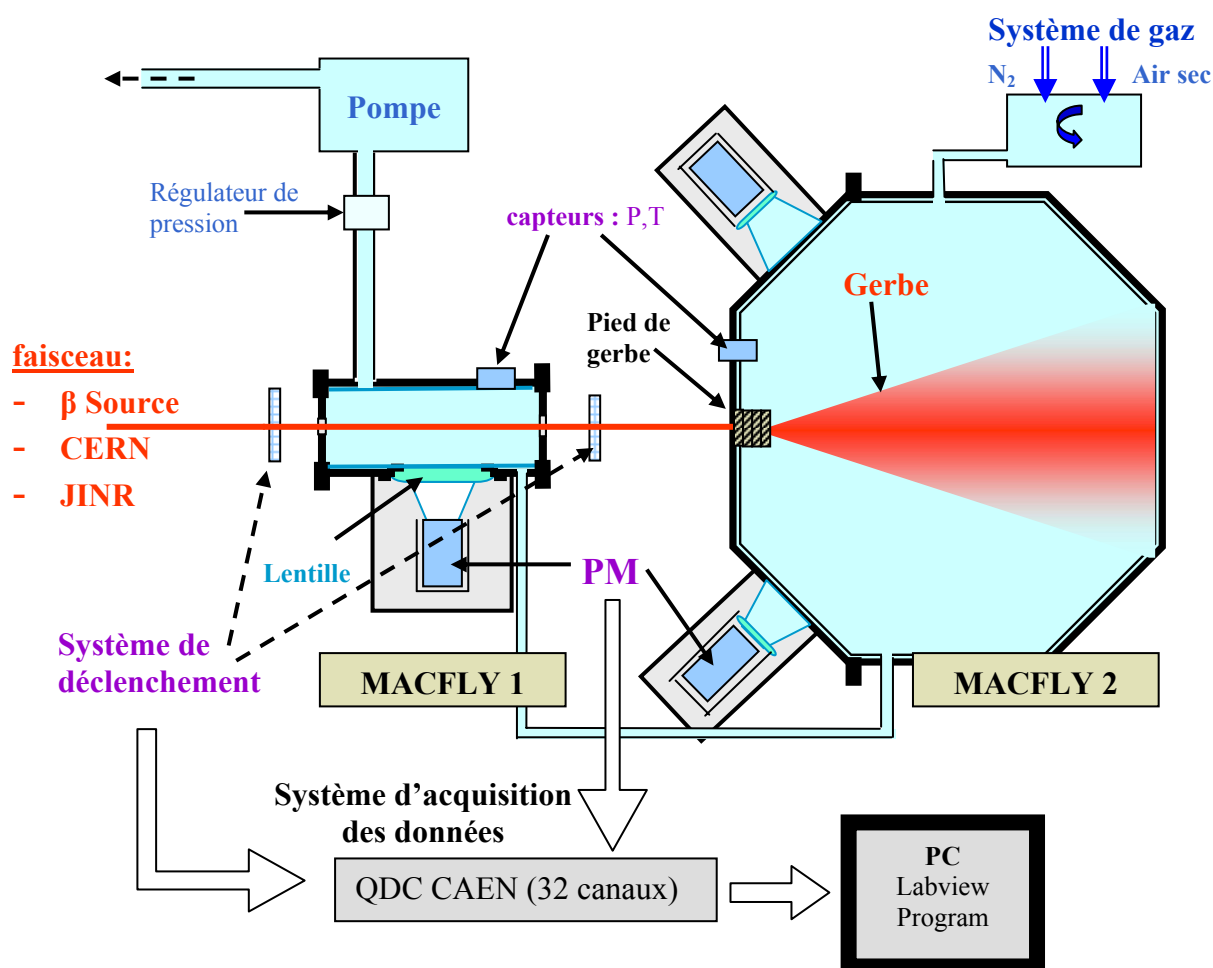 Système de gaz
N₂
Air sec
Pompe
Régulateur de
pression
capteurs : P,T
Gerbe
Pied de
gerbe
faisceau:
- β Source
- CERN
- JINR
Lentille
PM
Système de
déclenchement
MACFLY 1
MACFLY 2
Système d’acquisition
des données
QDC CAEN (32 canaux)
PC
Labview
Program